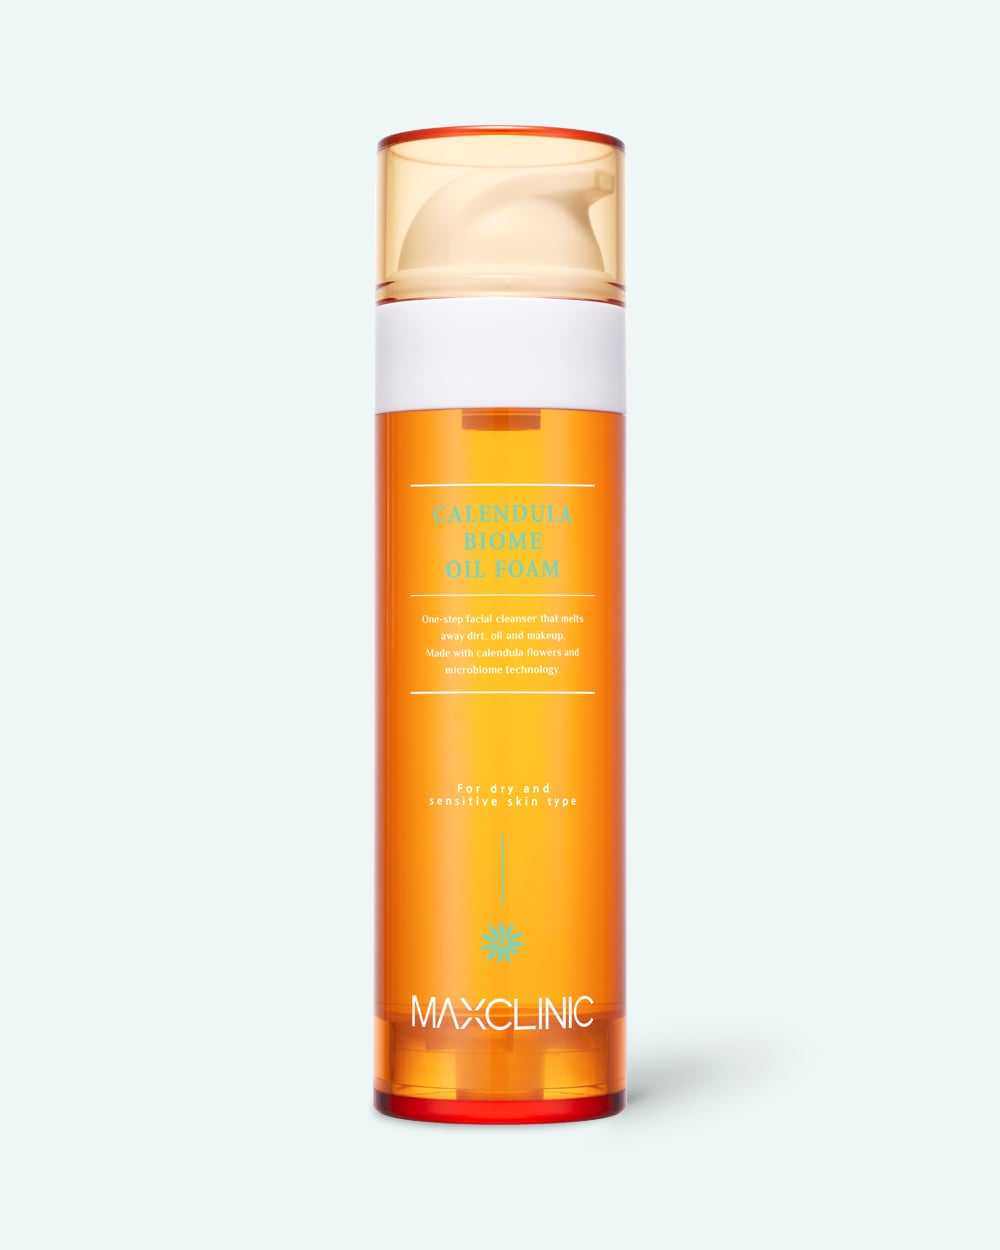 CALENDULA
BIOME
OIL FOAM
One-step facial cleanser that melts
away dirt, oil and makeup.
Made with calendula flowers and
microbiome technology.
For dry and
sensitive skin type
MAXCLINIC